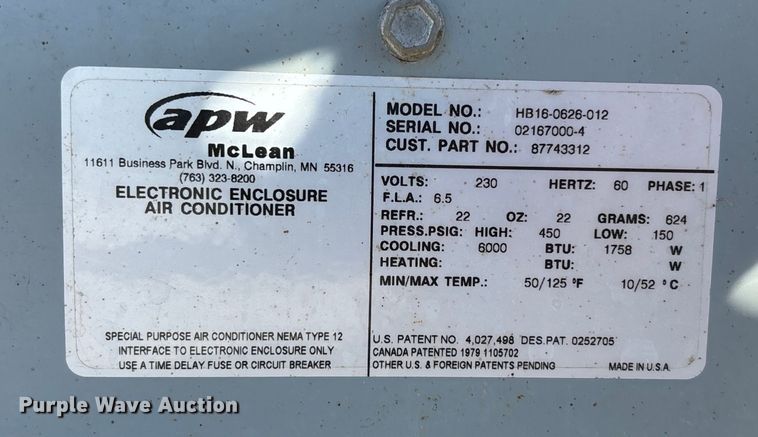 apw
McLean
11611 Business Park Blvd. N., Champlin, MN 55316
(763) 323-8200
ELECTRONIC ENCLOSURE
AIR CONDITIONER
MODEL NO.: HB16-0626-012
SERIAL NO.: 02167000-4
CUST. PART NO.: 87743312
VOLTS: 230 HERTZ: 60 PHASE: 1
F.L.A.: 6.5
REFR.: 22 OZ: 22 GRAMS: 624
PRESS.PSIG: HIGH: 450 LOW: 150
COOLING: 6000 BTU: 1758 W
HEATING: BTU: W
MIN/MAX TEMP.: 50/125 °F 10/52 °C
SPECIAL PURPOSE AIR CONDITIONER NEMA TYPE 12
INTERFACE TO ELECTRONIC ENCLOSURE ONLY
USE A TIME DELAY FUSE OR CIRCUIT BREAKER
U.S. PATENT NO. 4,027,498 DES.PAT. 0252705
CANADA PATENTED 1979 1105702
OTHER U.S. & FOREIGN PATENTS PENDING MADE IN U.S.A.
Purple Wave Auction